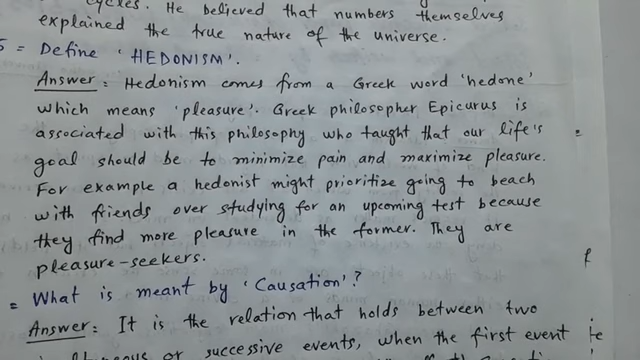 cycles. He believed that numbers themselves
explained the true nature of the universe.
5 = Define 'HEDONISM'.
Answer: Hedonism comes from a Greek word 'hedone'
which means 'pleasure'. Greek philosopher Epicurus is
associated with this philosophy who taught that our life's
goal should be to minimize pain and maximize pleasure.
For example a hedonist might prioritize going to beach
with friends over studying for an upcoming test because
they find more pleasure in the former. They are
pleasure-seekers.
= What is meant by 'Causation'?
Answer: It is the relation that holds between two
or successive events, when the first event